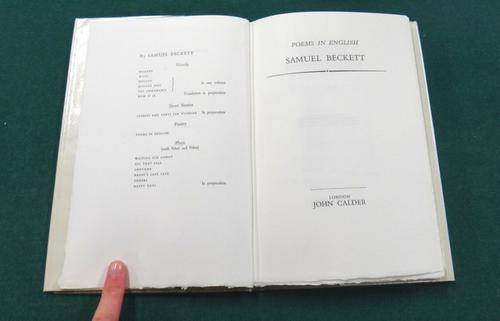 By SAMUEL BECKETT
Novels
MURPHY
WATT
MOLLOY
MALONE DIES
THE UNNAMABLE
In one volume
HOW IT IS
Translation in preparation
Short Stories
STORIES AND TEXTS FOR NOTHING
In preparation
Poetry
POEMS IN ENGLISH
Plays
(with Faber and Faber)
WAITING FOR GODOT
ALL THAT FALL
ENDGAME
KRAPP'S LAST TAPE
EMBERS
HAPPY DAYS
In preparation
POEMS IN ENGLISH
SAMUEL BECKETT
LONDON
JOHN CALDER